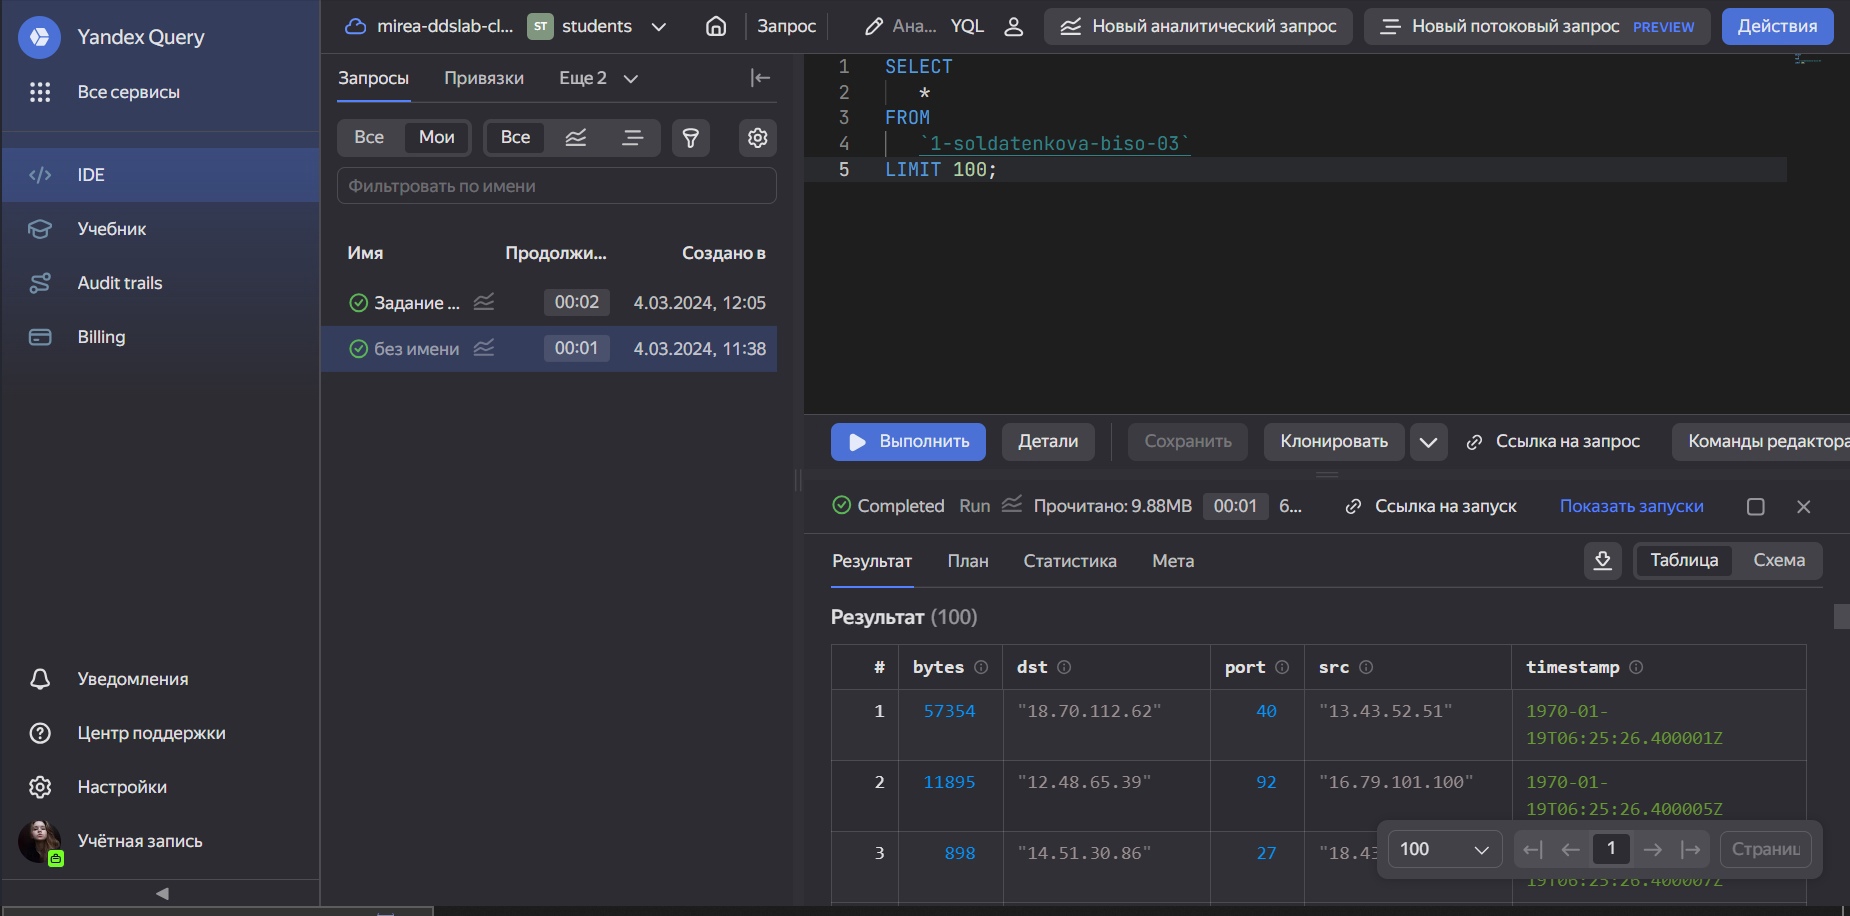 Yandex Query
Все сервисы
IDE
Учебник
Audit trails
Billing
Уведомления
Центр поддержки
Настройки
Учётная запись
mirea-ddslab-cl... ST students
Запрос
Ана... YQL
Новый аналитический запрос
Новый потоковый запрос PREVIEW
Действия
Запросы Привязки Еще 2
Все Мои Все
Фильтровать по имени
Имя Продолжи... Создано в
Задание ... 00:02 4.03.2024, 12:05
без имени 00:01 4.03.2024, 11:38
1 SELECT
2 *
3 FROM
4 `1-soldatenkova-biso-03`
5 LIMIT 100;
Выполнить Детали Сохранить Клонировать Ссылка на запрос Команды редактора
Completed Run Прочитано: 9.88MB 00:01 6... Ссылка на запуск Показать запуски
Результат План Статистика Мета Таблица Схема
Результат (100)
# bytes dst port src timestamp
1 57354 "18.70.112.62" 40 "13.43.52.51" 1970-01-
19T06:25:26.400001Z
2 11895 "12.48.65.39" 92 "16.79.101.100" 1970-01-
19T06:25:26.400005Z
3 898 "14.51.30.86" 27 "18.43
19T06:25:26.400007Z
100 1 Страниц